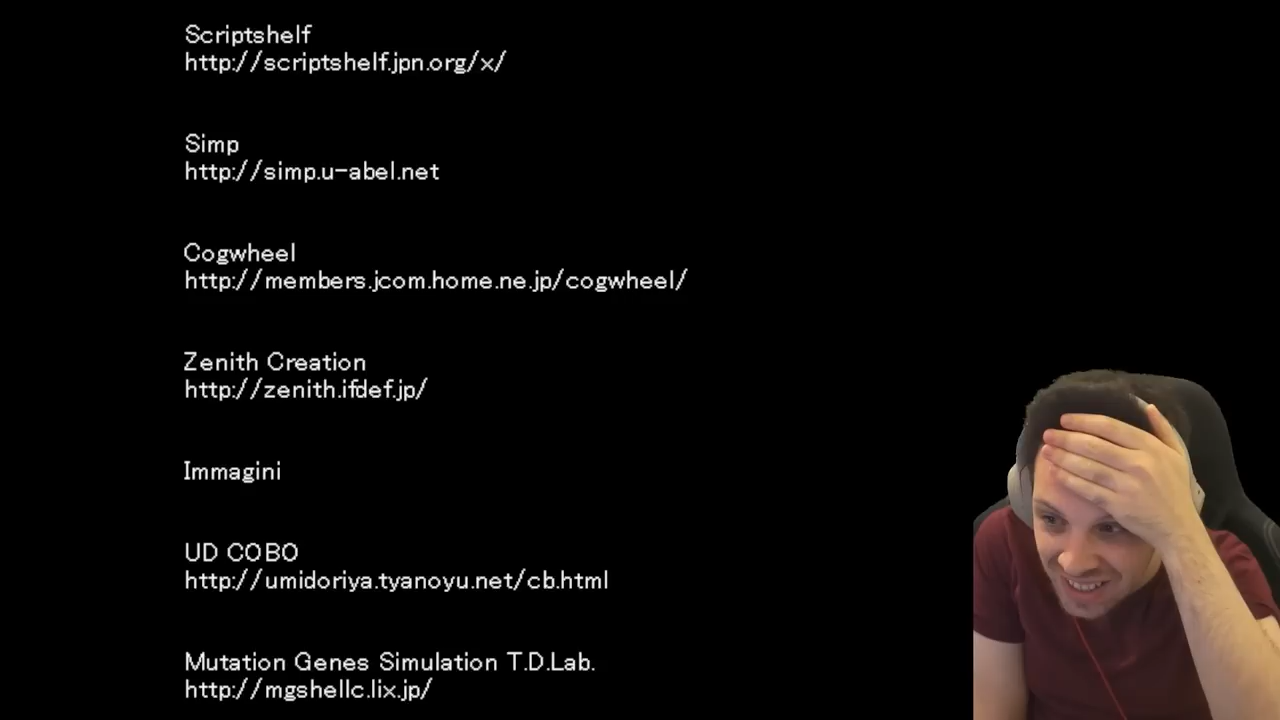 Scriptshelf
http://scriptshelf.jpn.org/x/
Simp
http://simp.u-abel.net
Cogwheel
http://members.jcom.home.ne.jp/cogwheel/
Zenith Creation
http://zenith.ifdef.jp/
Immagini
UD COBO
http://umidoriya.tyanoyu.net/cb.html
Mutation Genes Simulation T.D.Lab.
http://mgshellc.lix.jp/